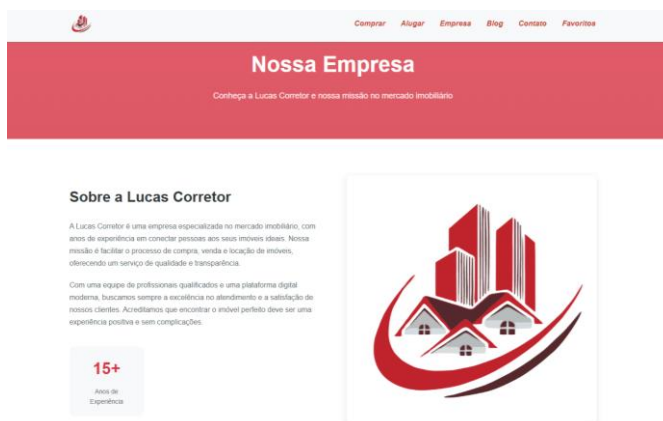 Comprar Alugar Empresa Blog Contato Favoritos
Nossa Empresa
Conheça a Lucas Corretor e nossa missão no mercado imobiliário
Sobre a Lucas Corretor
A Lucas Corretor é uma empresa especializada no mercado imobiliário, com
anos de experiência em conectar pessoas aos seus imóveis ideais. Nossa
missão é facilitar o processo de compra, venda e locação de imóveis,
oferecendo um serviço de qualidade e transparência.
Com uma equipe de profissionais qualificados e uma plataforma digital
moderna, buscamos sempre a excelência no atendimento e a satisfação de
nossos clientes. Acreditamos que encontrar o imóvel perfeito deve ser uma
experiência positiva e sem complicações.
15+
Anos de
Experiência